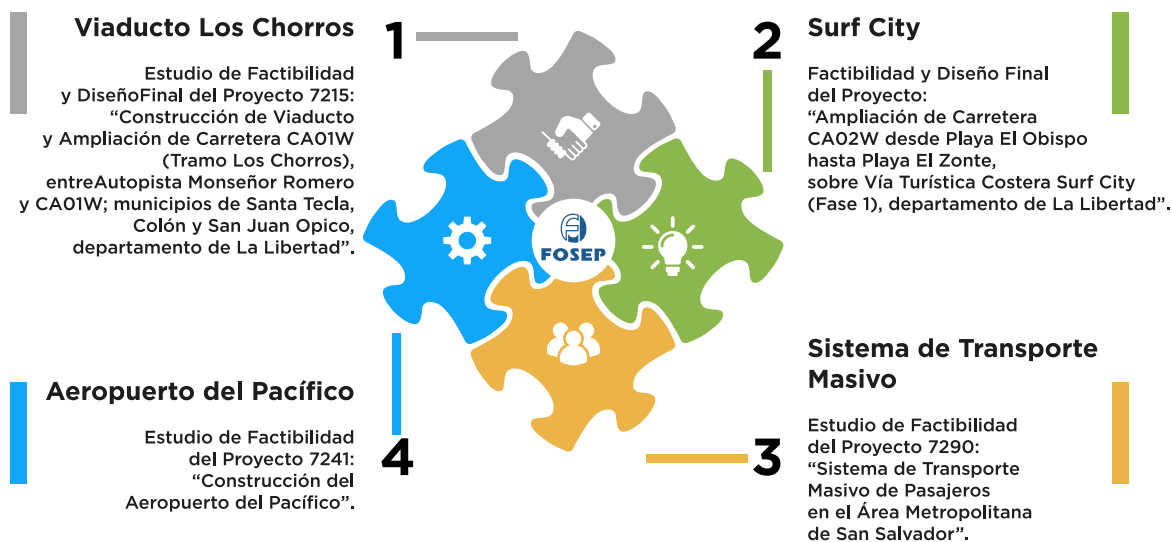 1
Viaducto Los Chorros
Estudio de Factibilidad
y DiseñoFinal del Proyecto 7215:
“Construcción de Viaducto
y Ampliación de Carretera CA01W
(Tramo Los Chorros),
entreAutopista Monseñor Romero
y CA01W; municipios de Santa Tecla,
Colón y San Juan Opico,
departamento de La Libertad”.
2
Surf City
Factibilidad y Diseño Final
del Proyecto:
“Ampliación de Carretera
CA02W desde Playa El Obispo
hasta Playa El Zonte,
sobre Vía Turística Costera Surf City
(Fase 1), departamento de La Libertad”.
FOSEP
3
Sistema de Transporte
Masivo
Estudio de Factibilidad
del Proyecto 7290:
“Sistema de Transporte
Masivo de Pasajeros
en el Área Metropolitana
de San Salvador”.
4
Aeropuerto del Pacífico
Estudio de Factibilidad
del Proyecto 7241:
“Construcción del
Aeropuerto del Pacífico”.